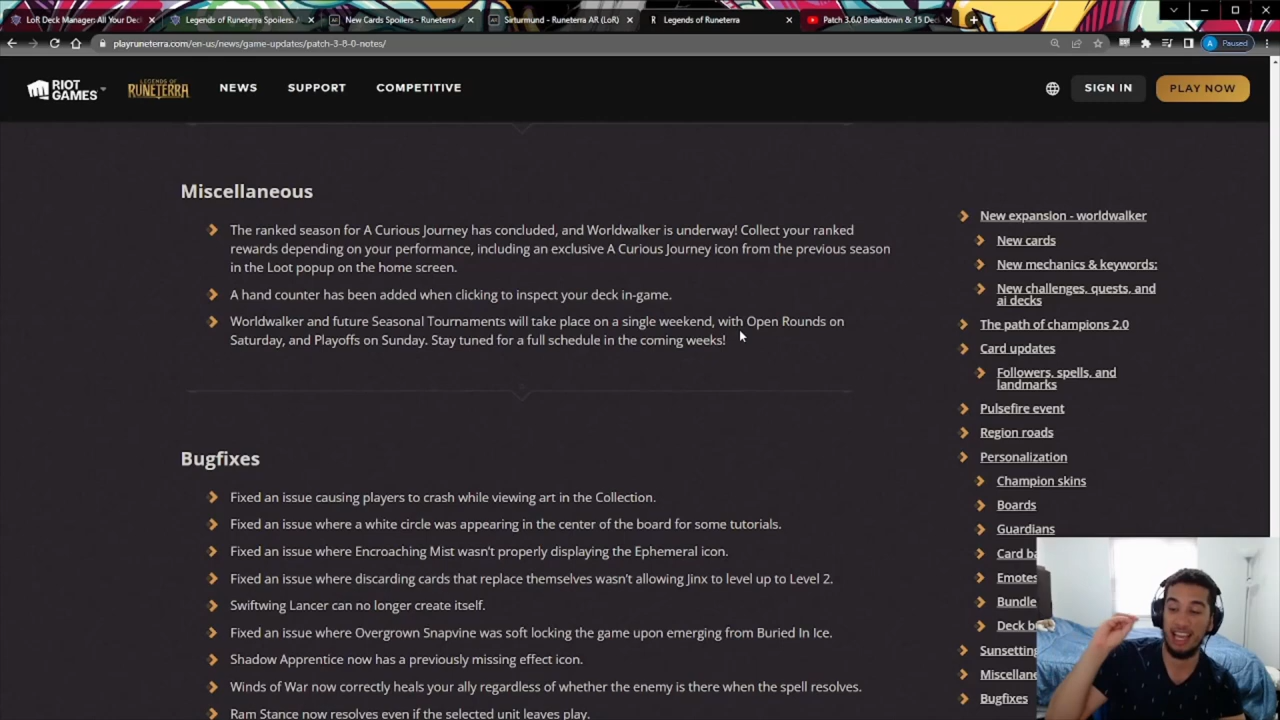 LoR Deck Manager: All Your Dec
Legends of Runeterra Spoilers: A
New Cards Spoilers - Runeterra
Sirturmund - Runeterra AR (LoR)
Legends of Runeterra
Patch 3.6.0 Breakdown & 15 Dec
playruneterra.com/en-us/news/game-updates/patch-3-8-0-notes/
Paused
RIOT GAMES
LEGENDS OF RUNETERRA
NEWS
SUPPORT
COMPETITIVE
SIGN IN
PLAY NOW
Miscellaneous
The ranked season for A Curious Journey has concluded, and Worldwalker is underway! Collect your ranked
rewards depending on your performance, including an exclusive A Curious Journey icon from the previous season
in the Loot popup on the home screen.
A hand counter has been added when clicking to inspect your deck in-game.
Worldwalker and future Seasonal Tournaments will take place on a single weekend, with Open Rounds on
Saturday, and Playoffs on Sunday. Stay tuned for a full schedule in the coming weeks!
Bugfixes
Fixed an issue causing players to crash while viewing art in the Collection.
Fixed an issue where a white circle was appearing in the center of the board for some tutorials.
Fixed an issue where Encroaching Mist wasn't properly displaying the Ephemeral icon.
Fixed an issue where discarding cards that replace themselves wasn't allowing Jinx to level up to Level 2.
Swiftwing Lancer can no longer create itself.
Fixed an issue where Overgrown Snapvine was soft locking the game upon emerging from Buried In Ice.
Shadow Apprentice now has a previously missing effect icon.
Winds of War now correctly heals your ally regardless of whether the enemy is there when the spell resolves.
Ram Stance now resolves even if the selected unit leaves play.
New expansion - worldwalker
New cards
New mechanics & keywords:
New challenges, quests, and
ai decks
The path of champions 2.0
Card updates
Followers, spells, and
landmarks
Pulsefire event
Region roads
Personalization
Champion skins
Boards
Guardians
Card ba
Emotes
Bundle
Deck b
Sunsetting
Miscellane
Bugfixes